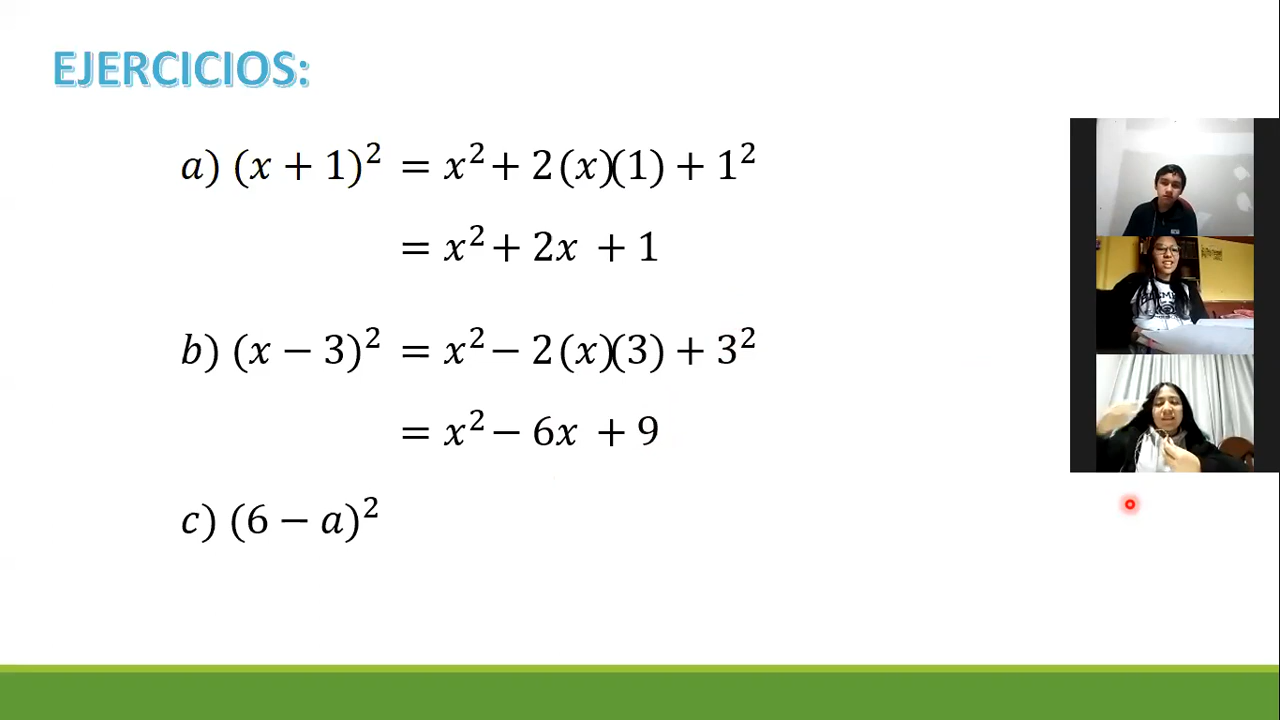 EJERCICIOS:
a) (x + 1)² = x² + 2(x)(1) + 1²
= x² + 2x + 1
b) (x − 3)² = x² − 2(x)(3) + 3²
= x² − 6x + 9
c) (6 − a)²